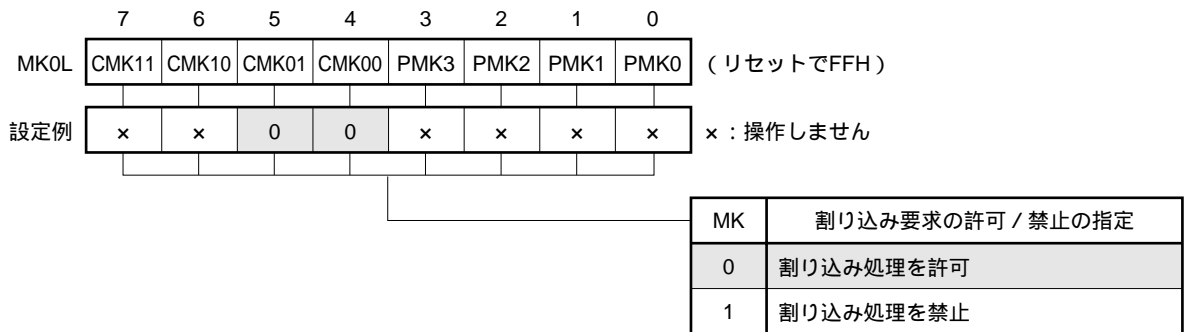 7 6 5 4 3 2 1 0
MK0L CMK11 CMK10 CMK01 CMK00 PMK3 PMK2 PMK1 PMK0 (リセットでFFH)
設定例 × × 0 0 × × × × ×:操作しません
MK 割り込み要求の許可/禁止の指定
0 割り込み処理を許可
1 割り込み処理を禁止